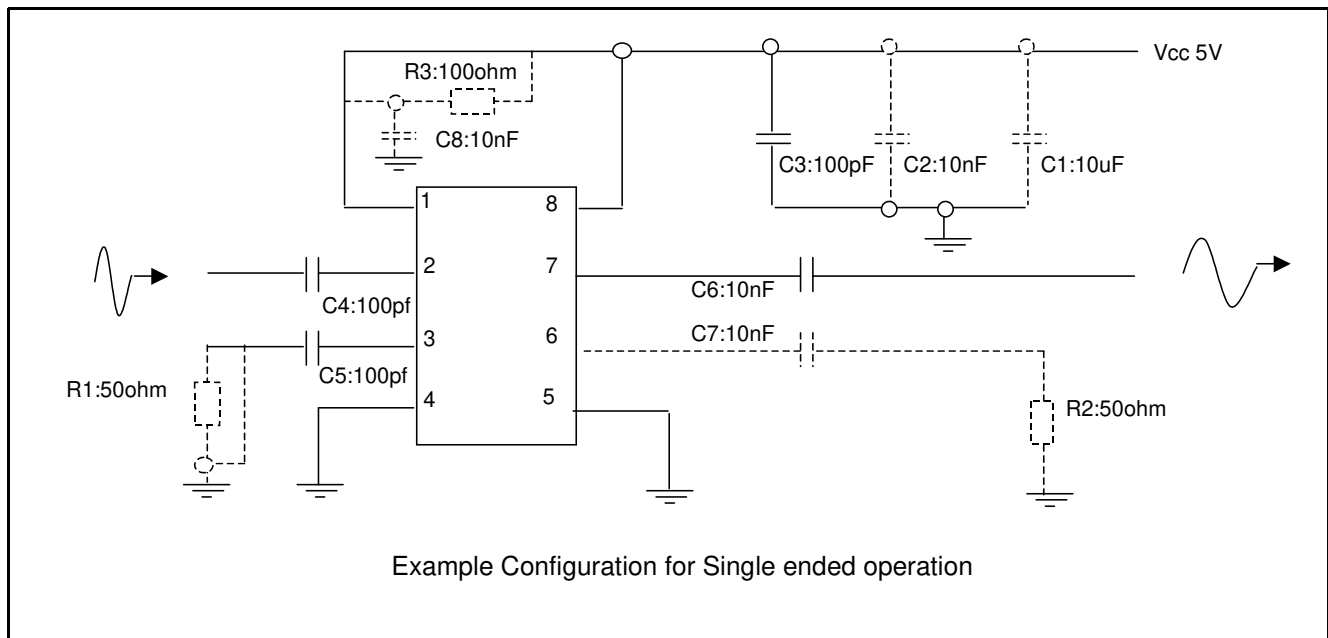 Vcc 5V
R3:100ohm
C8:10nF
C3:100pF
C2:10nF
C1:10uF
1
8
2
7
C4:100pf
C6:10nF
3
6
C7:10nF
C5:100pf
R1:50ohm
4
5
R2:50ohm
Example Configuration for Single ended operation